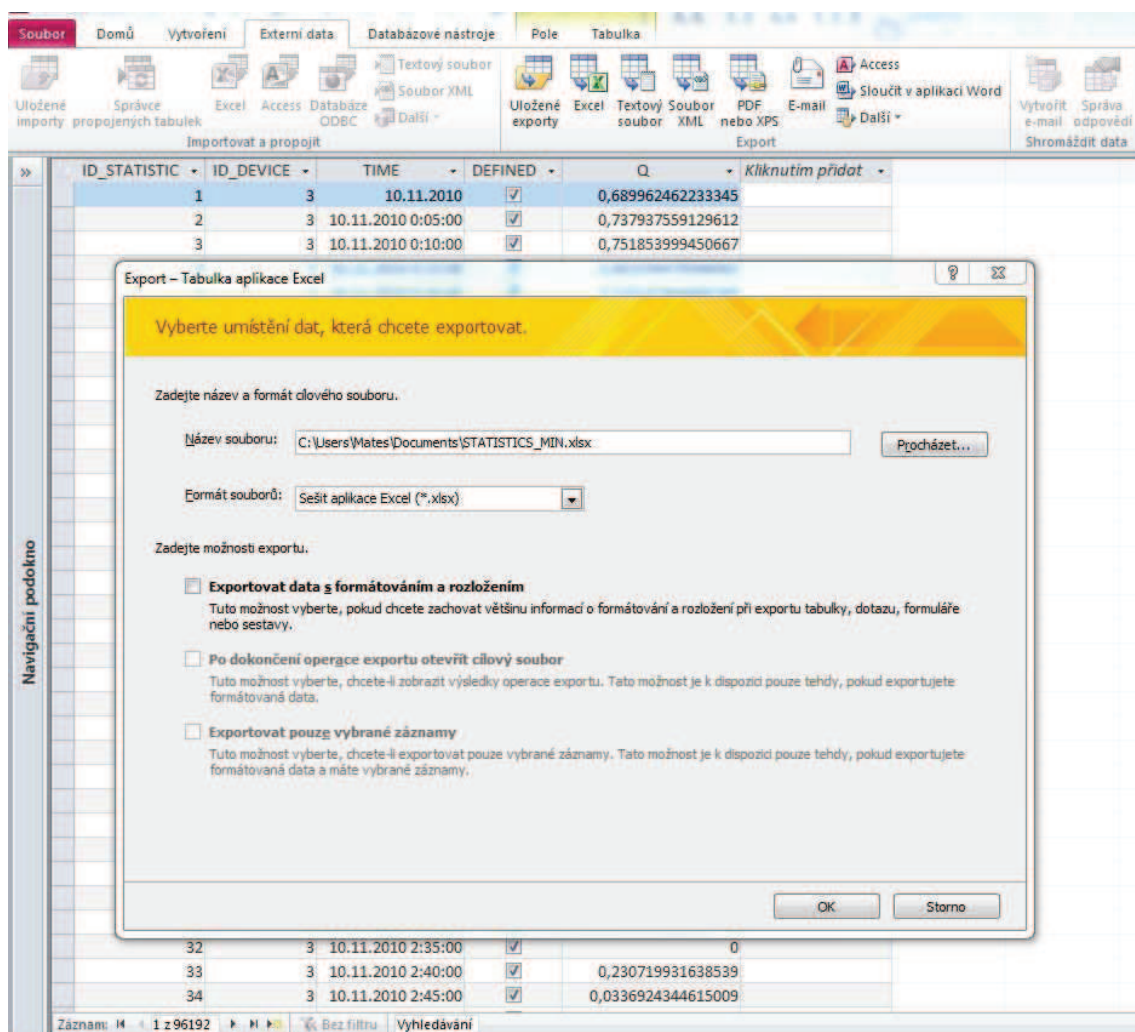 Soubor Domů Vytvoření Externí data Databázové nástroje Pole Tabulka
Uložené importy
Správce propojených tabulek
Excel
Access
Databáze ODBC
Textový soubor
Soubor XML
Další
Importovat a propojit
Uložené exporty
Excel
Textový soubor
Soubor XML
PDF nebo XPS
E-mail
Access
Sloučit v aplikaci Word
Další
Export
Vytvořit e-mail
Správa odpovědí
Shromáždit data
ID_STATISTIC ID_DEVICE TIME DEFINED Q Kliknutím přidat
1 3 10.11.2010 0,689962462233345
2 3 10.11.2010 0:05:00 0,737937559129612
3 3 10.11.2010 0:10:00 0,751853999450667
Export – Tabulka aplikace Excel
Vyberte umístění dat, která chcete exportovat.
Zadejte název a formát cílového souboru.
Název souboru: C:\Users\Mates\Documents\STATISTICS_MIN.xlsx Procházet...
Formát souborů: Sešit aplikace Excel (*.xlsx)
Zadejte možnosti exportu.
Exportovat data s formátováním a rozložením
Tuto možnost vyberte, pokud chcete zachovat většinu informací o formátování a rozložení při exportu tabulky, dotazu, formuláře
nebo sestavy.
Po dokončení operace exportu otevřít cílový soubor
Tuto možnost vyberte, chcete-li zobrazit výsledky operace exportu. Tato možnost je k dispozici pouze tehdy, pokud exportujete
formátovaná data.
Exportovat pouze vybrané záznamy
Tuto možnost vyberte, chcete-li exportovat pouze vybrané záznamy. Tato možnost je k dispozici pouze tehdy, pokud exportujete
formátovaná data a máte vybrané záznamy.
OK Storno
Navigační podokno
32 3 10.11.2010 2:35:00 0
33 3 10.11.2010 2:40:00 0,230719931638539
34 3 10.11.2010 2:45:00 0,0336924344615009
Záznam: 1 z 96192 Bez filtru Vyhledávání